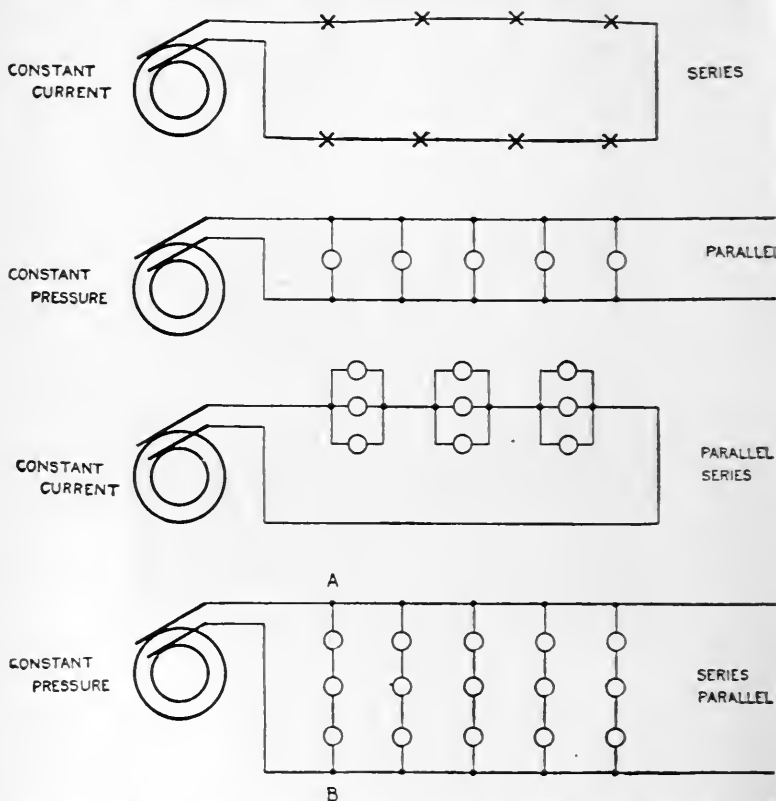 CONSTANT
CURRENT
SERIES
CONSTANT
PRESSURE
PARALLEL
CONSTANT
CURRENT
PARALLEL
SERIES
A
CONSTANT
PRESSURE
SERIES
PARALLEL
B